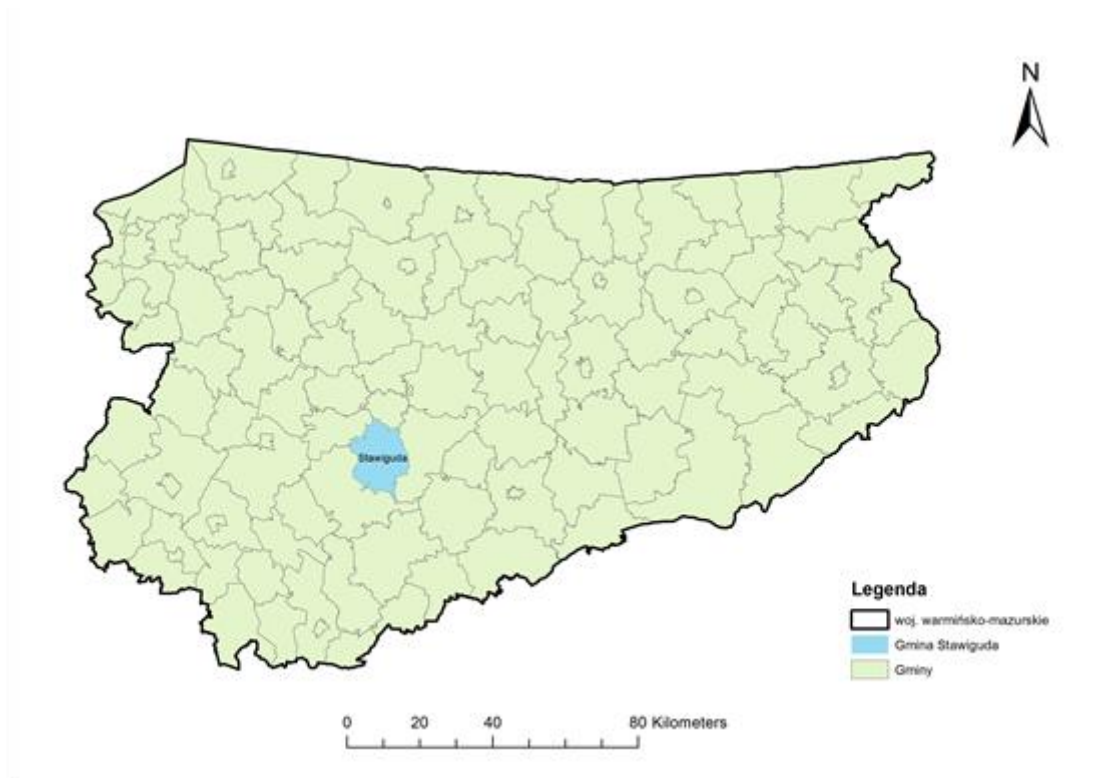 N
Stawiguda
Legenda
woj. warmińsko-mazurskie
Gmina Stawiguda
Gminy
0 20 40 80 Kilometers